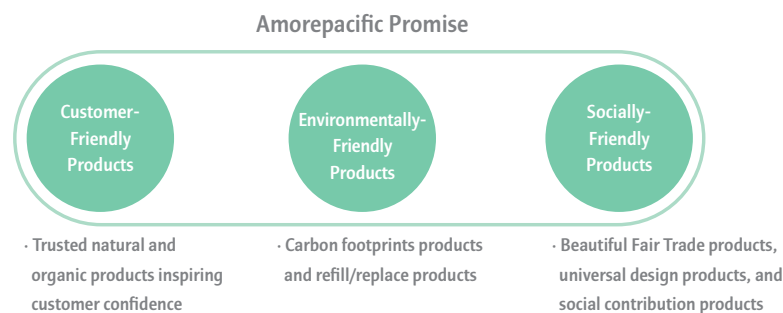 Amorepacific Promise
Customer-
Friendly
Products
Environmentally-
Friendly
Products
Socially-
Friendly
Products
· Trusted natural and
organic products inspiring
customer confidence
· Carbon footprints products
and refill/replace products
· Beautiful Fair Trade products,
universal design products, and
social contribution products